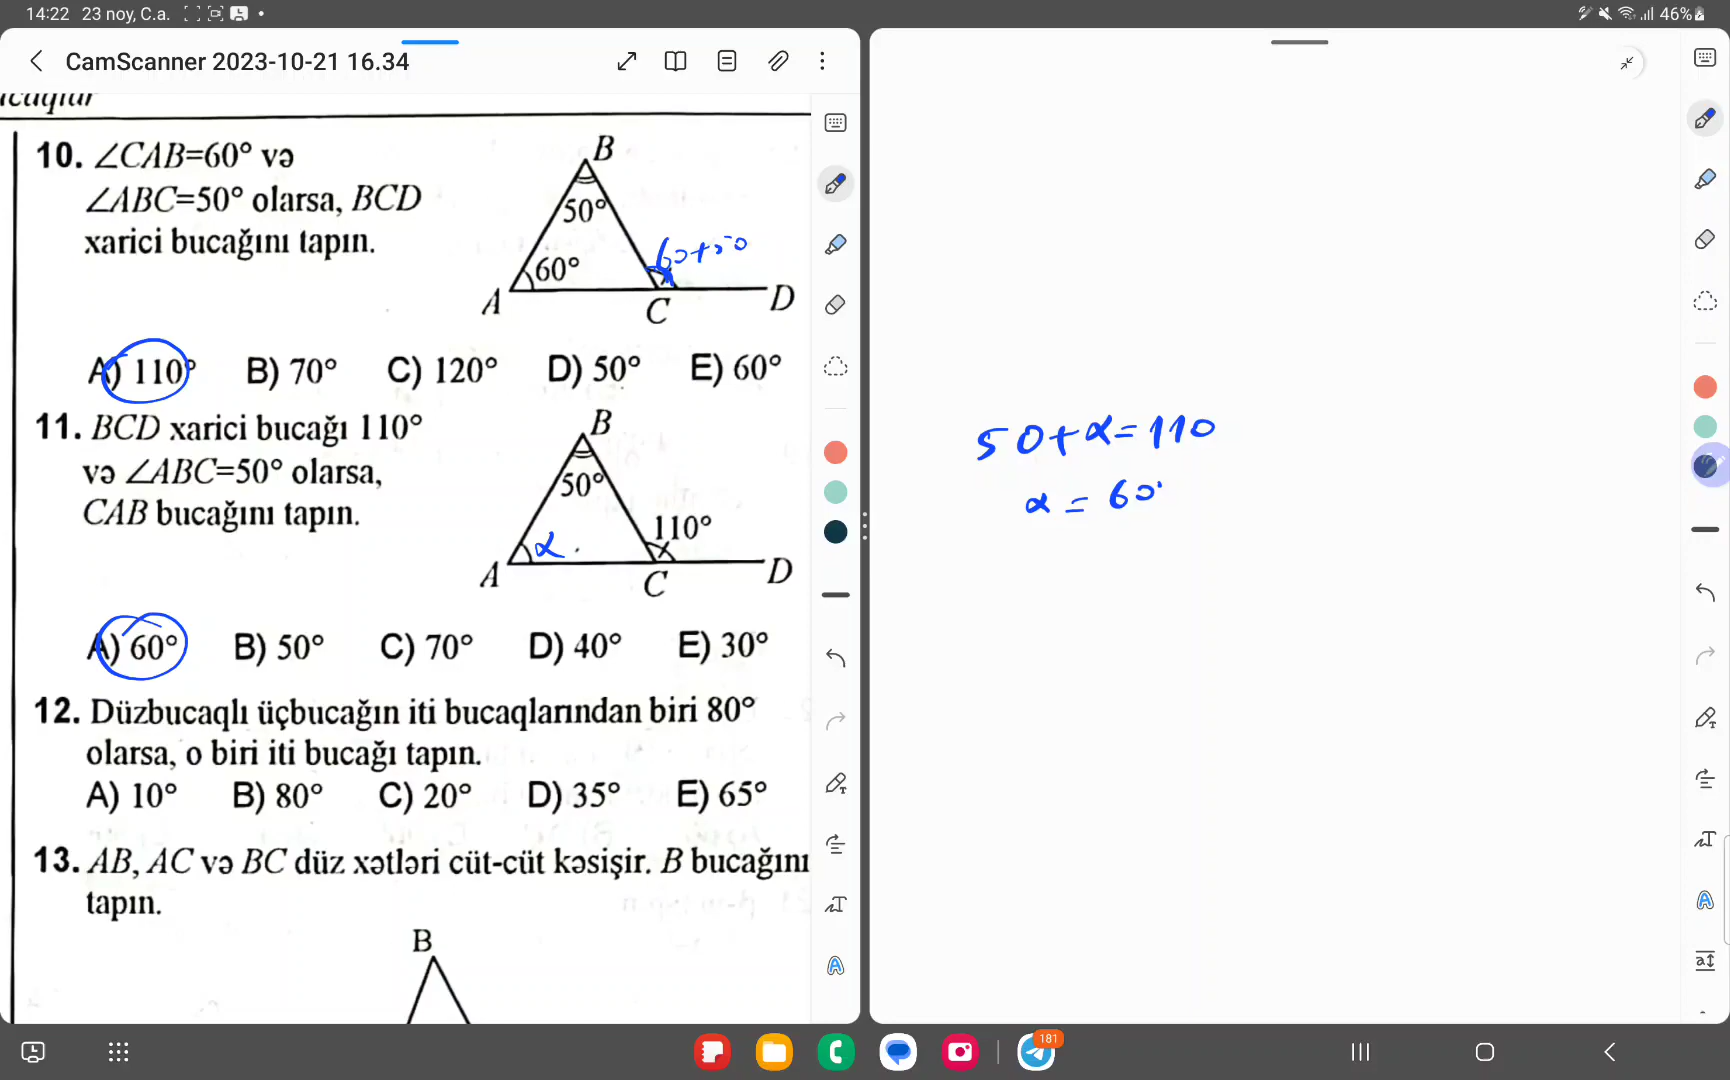 14:22 23 noy, C.a.
46%
CamScanner 2023-10-21 16.34
10. ∠CAB=60° və
∠ABC=50° olarsa, BCD
xarici bucağını tapın.
B
50°
60+50
60°
A
C
D
A) 110° B) 70° C) 120° D) 50° E) 60°
11. BCD xarici bucağı 110°
və ∠ABC=50° olarsa,
CAB bucağını tapın.
B
50°
110°
α
A
C
D
A) 60° B) 50° C) 70° D) 40° E) 30°
12. Düzbucaqlı üçbucağın iti bucaqlarından biri 80°
olarsa, o biri iti bucağı tapın.
A) 10° B) 80° C) 20° D) 35° E) 65°
13. AB, AC və BC düz xətləri cüt-cüt kəsişir. B bucağını
tapın.
B
50+α=110
α=60°
181